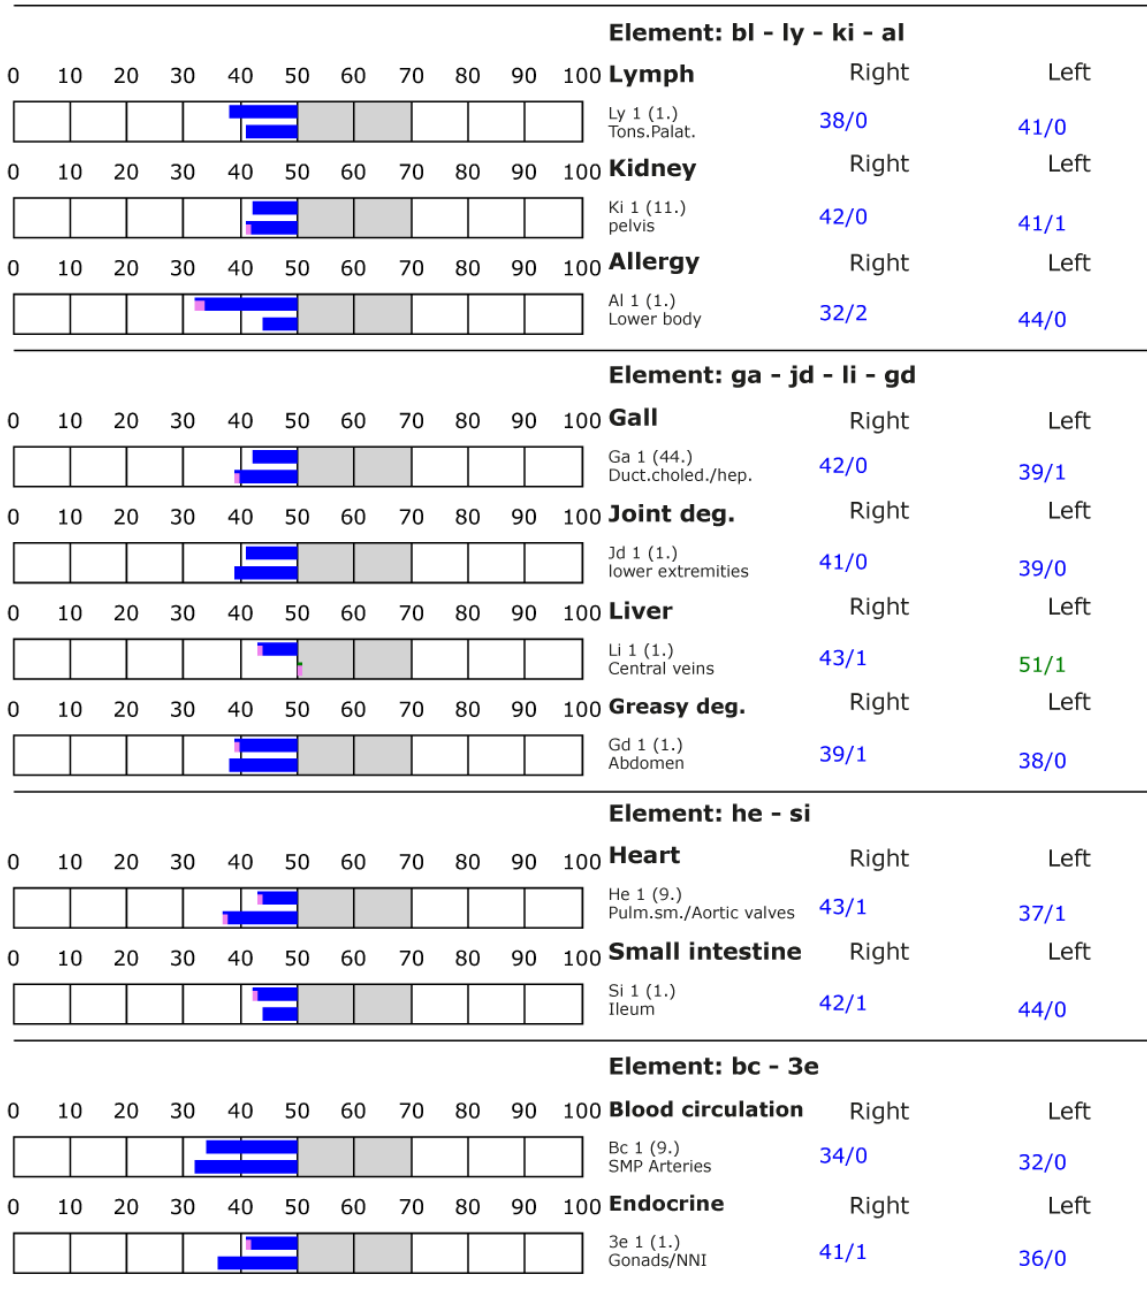 Element: bl - ly - ki - al
0 10 20 30 40 50 60 70 80 90 100 Lymph Right Left
Ly 1 (1.) 38/0 41/0
Tons.Palat.
0 10 20 30 40 50 60 70 80 90 100 Kidney Right Left
Ki 1 (11.) 42/0 41/1
pelvis
0 10 20 30 40 50 60 70 80 90 100 Allergy Right Left
Al 1 (1.) 32/2 44/0
Lower body
Element: ga - jd - li - gd
0 10 20 30 40 50 60 70 80 90 100 Gall Right Left
Ga 1 (44.) 42/0 39/1
Duct.choled./hep.
0 10 20 30 40 50 60 70 80 90 100 Joint deg. Right Left
Jd 1 (1.) 41/0 39/0
lower extremities
0 10 20 30 40 50 60 70 80 90 100 Liver Right Left
Li 1 (1.) 43/1 51/1
Central veins
0 10 20 30 40 50 60 70 80 90 100 Greasy deg. Right Left
Gd 1 (1.) 39/1 38/0
Abdomen
Element: he - si
0 10 20 30 40 50 60 70 80 90 100 Heart Right Left
He 1 (9.) 43/1 37/1
Pulm.sm./Aortic valves
0 10 20 30 40 50 60 70 80 90 100 Small intestine Right Left
Si 1 (1.) 42/1 44/0
Ileum
Element: bc - 3e
0 10 20 30 40 50 60 70 80 90 100 Blood circulation Right Left
Bc 1 (9.) 34/0 32/0
SMP Arteries
0 10 20 30 40 50 60 70 80 90 100 Endocrine Right Left
3e 1 (1.) 41/1 36/0
Gonads/NNI